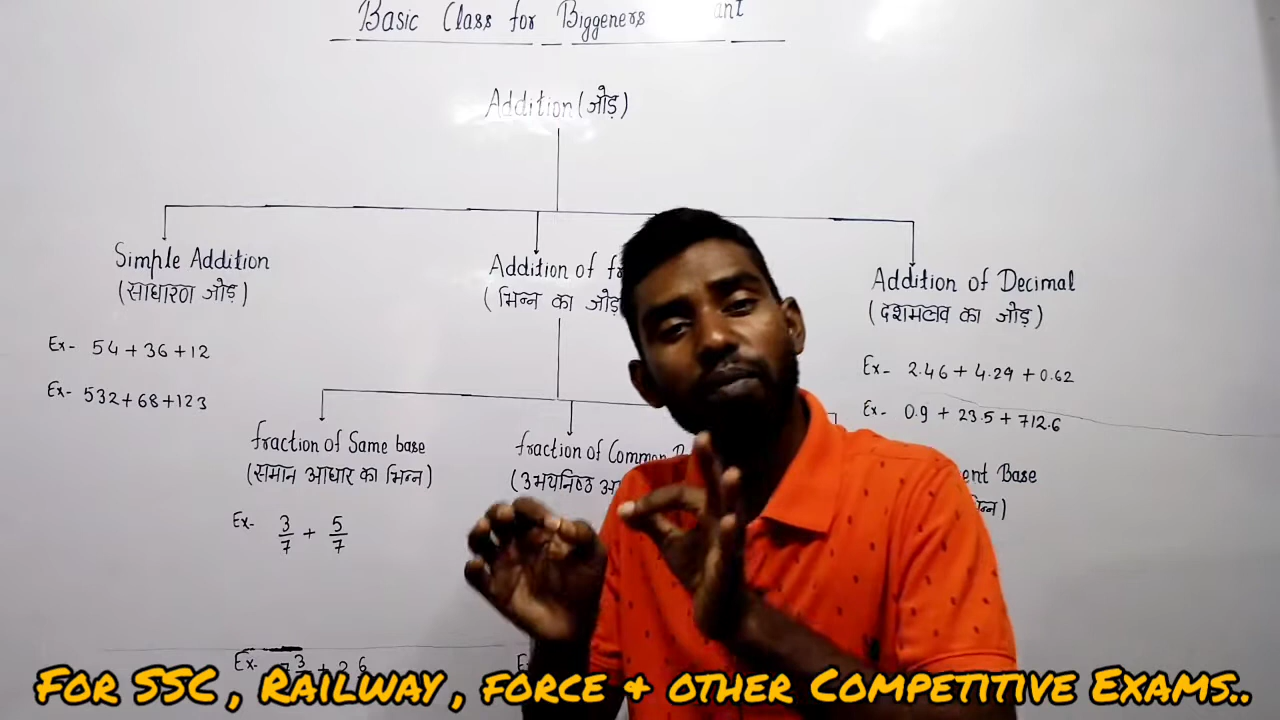 Basic Class for Biggeners
Addition (जोड़)
Simple Addition
(साधारण जोड़)
Ex- 54 + 36 + 12
Ex- 532 + 68 + 123
Addition of
(भिन्न का जोड़
Addition of Decimal
(दशमलव का जोड़)
Ex- 2.46 + 4.29 + 0.62
Ex- 0.9 + 23.5 + 712.6
fraction of Same base
(समान आधार का भिन्न)
Ex- 3/7 + 5/7
fraction of Common
(उभयनिष्ठ
Base
Ex-
For SSC, Railway, force & other Competitive Exams..